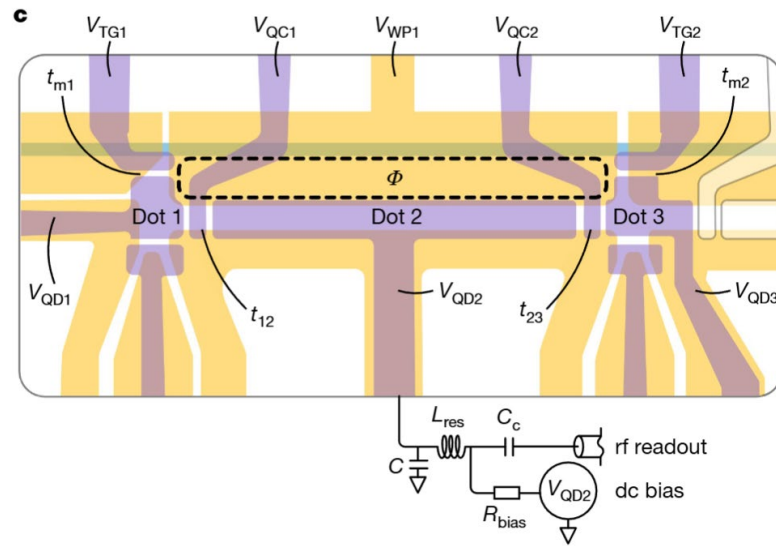 c
V_TG1 V_QC1 V_WP1 V_QC2 V_TG2
t_m1 t_m2
Φ
Dot 1 Dot 2 Dot 3
V_QD1 t_12 V_QD2 t_23 V_QD3
L_res C_c
C rf readout
V_QD2 dc bias
R_bias